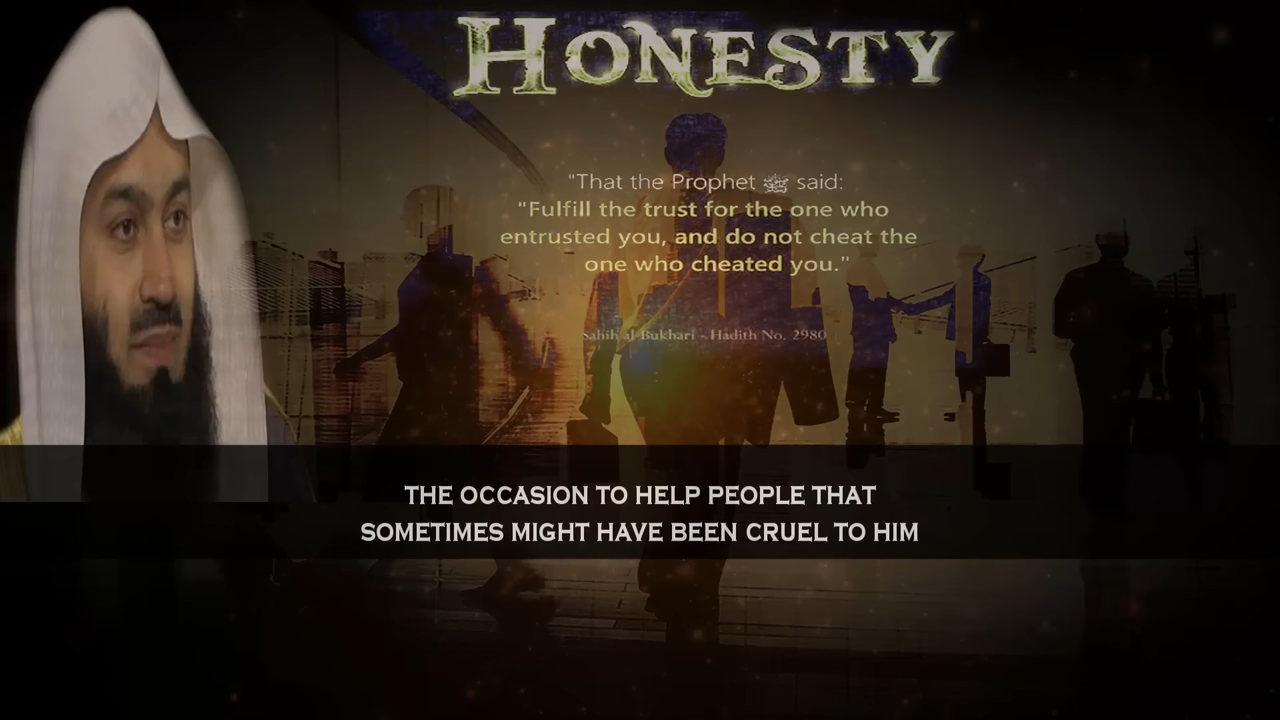 HONESTY
"That the Prophet ﷺ said:
"Fulfill the trust for the one who
entrusted you, and do not cheat the
one who cheated you."
Sahih al-Bukhari - Hadith No. 2980
THE OCCASION TO HELP PEOPLE THAT
SOMETIMES MIGHT HAVE BEEN CRUEL TO HIM